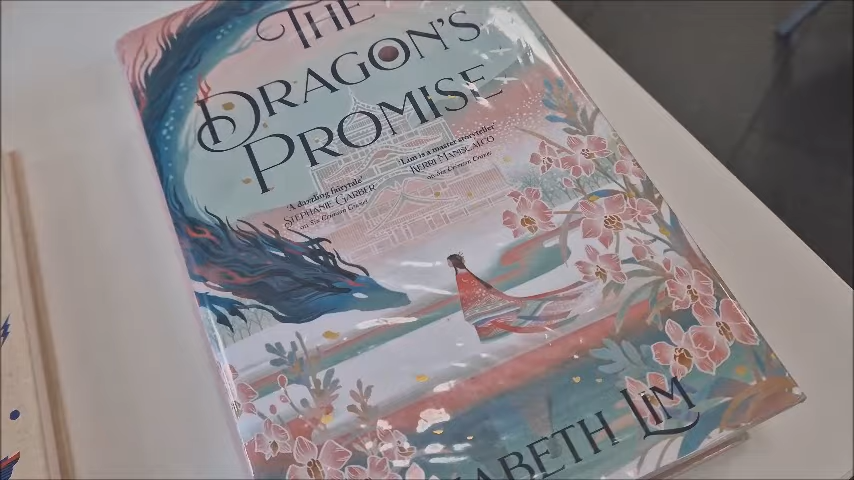 THE
DRAGON'S
PROMISE
'A dazzling fairytale'
STEPHANIE GARBER
on Six Crimson Cranes
'Lim is a master storyteller'
KERRI MANISCALCO
on Six Crimson Cranes
ABETH LIM